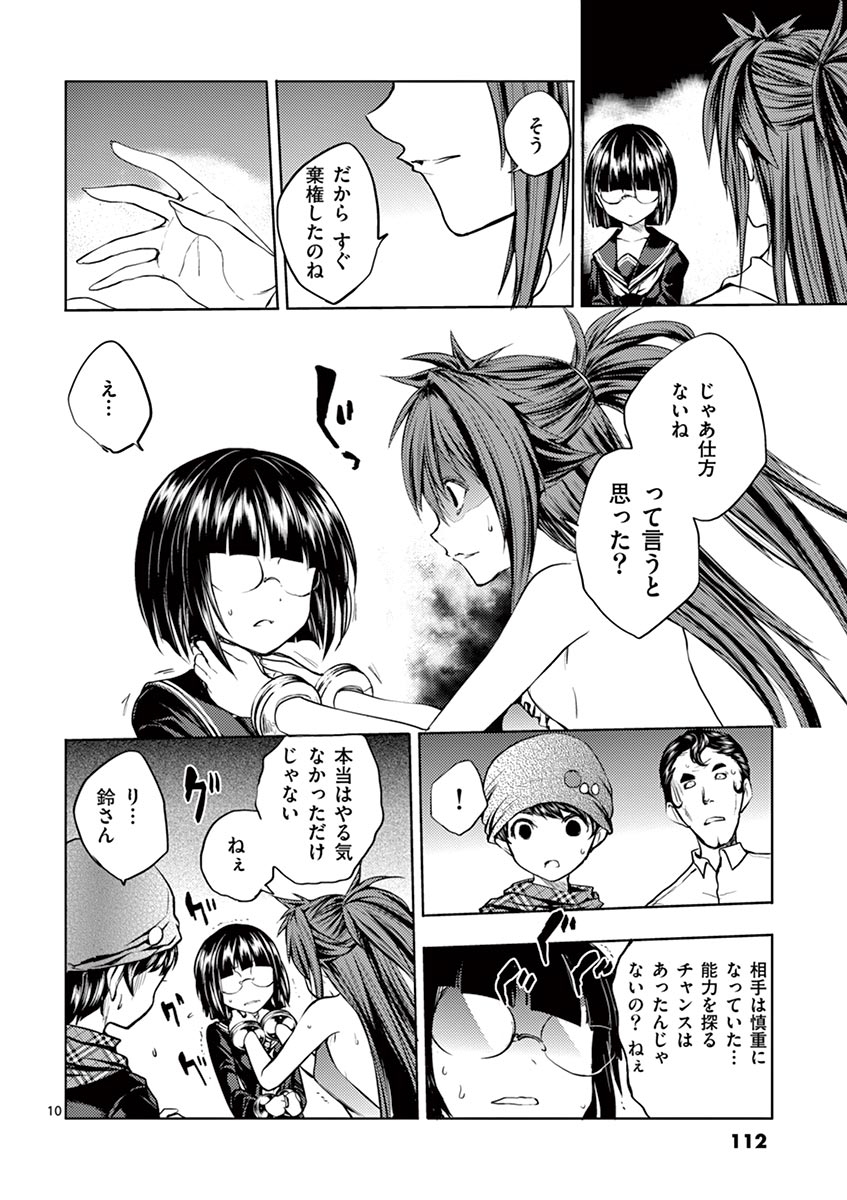 そう
だから すぐ
棄権したのね
じゃあ仕方
ないね
って言うと
思った？
ぐっ
え…
！
相手は慎重に
なっていた…
能力を探る
チャンスは
あったんじゃ
ないの？ ねぇ
ググ
本当はやる気
なかっただけ
じゃない
ねぇ
グ
グ
グ
り…
鈴さん
10
112